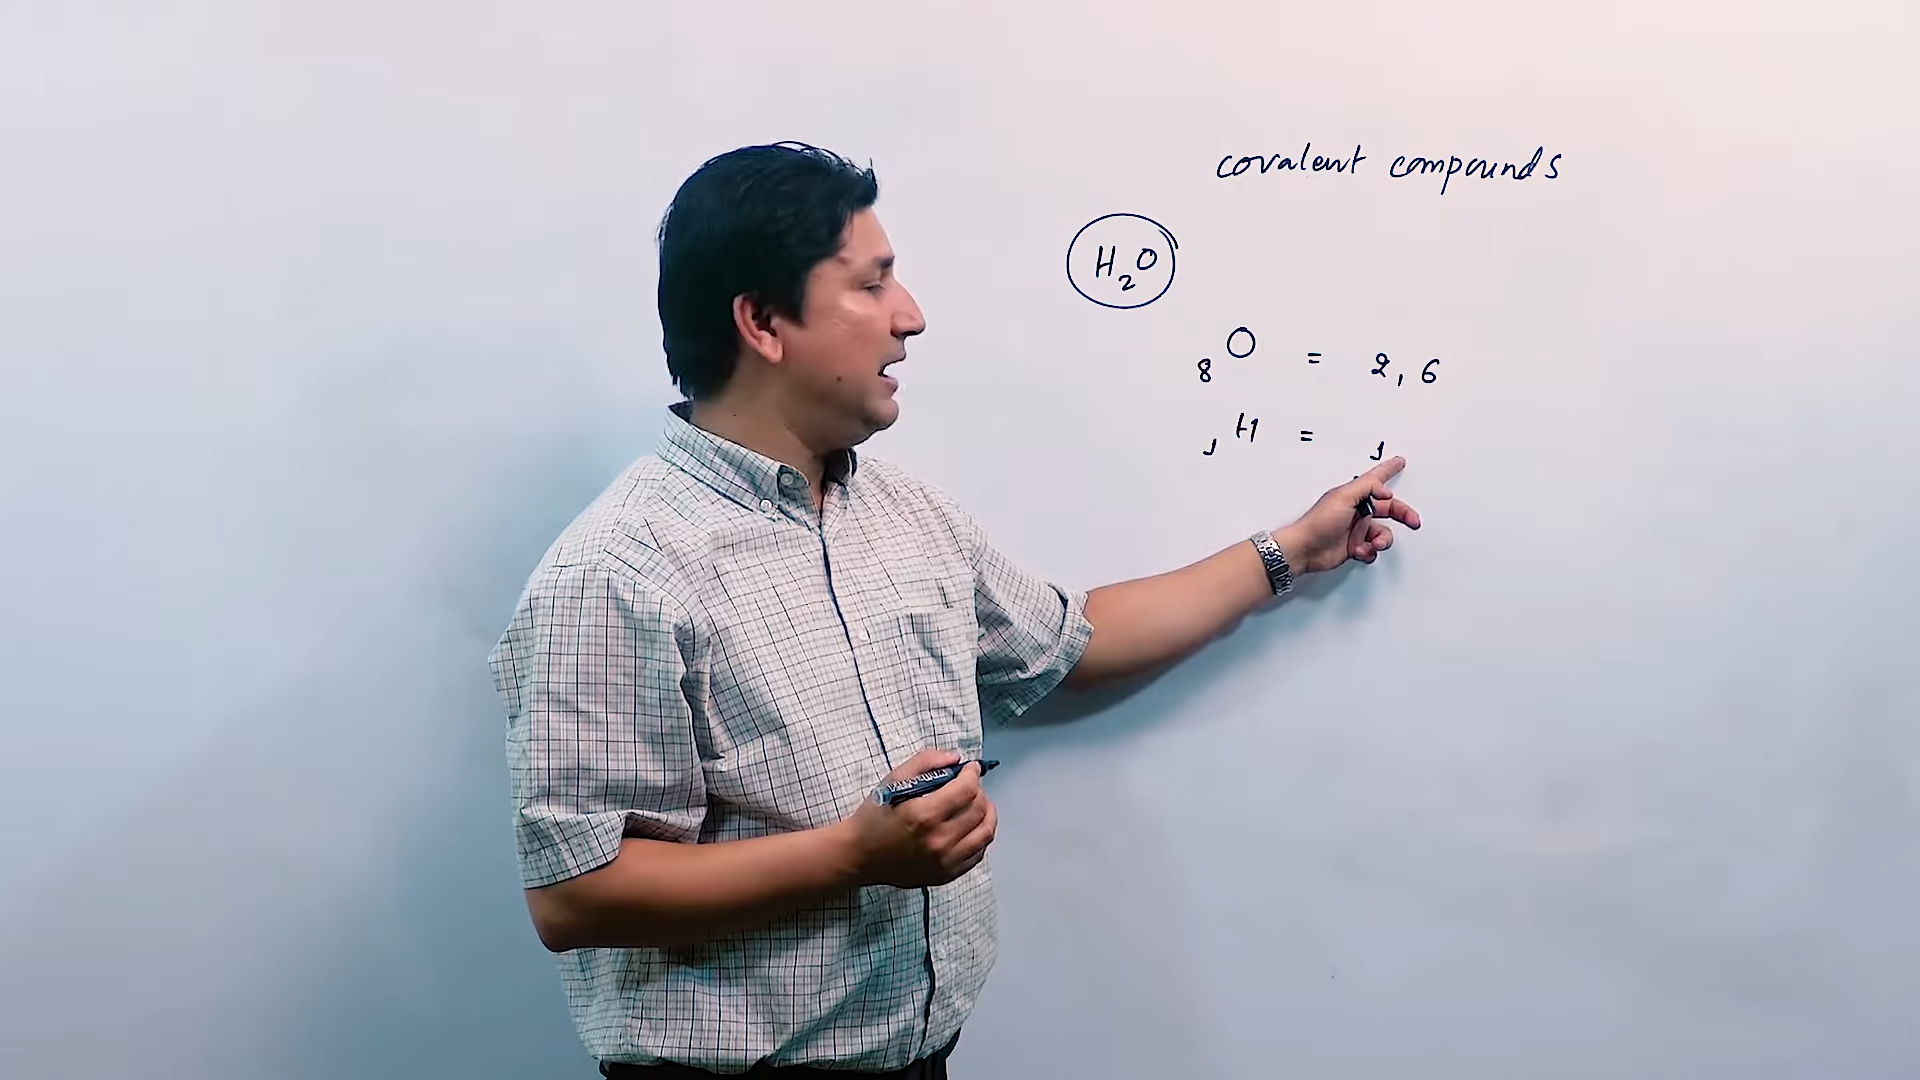 covalent compounds
H₂O
₈O = 2, 6
₁H = 1